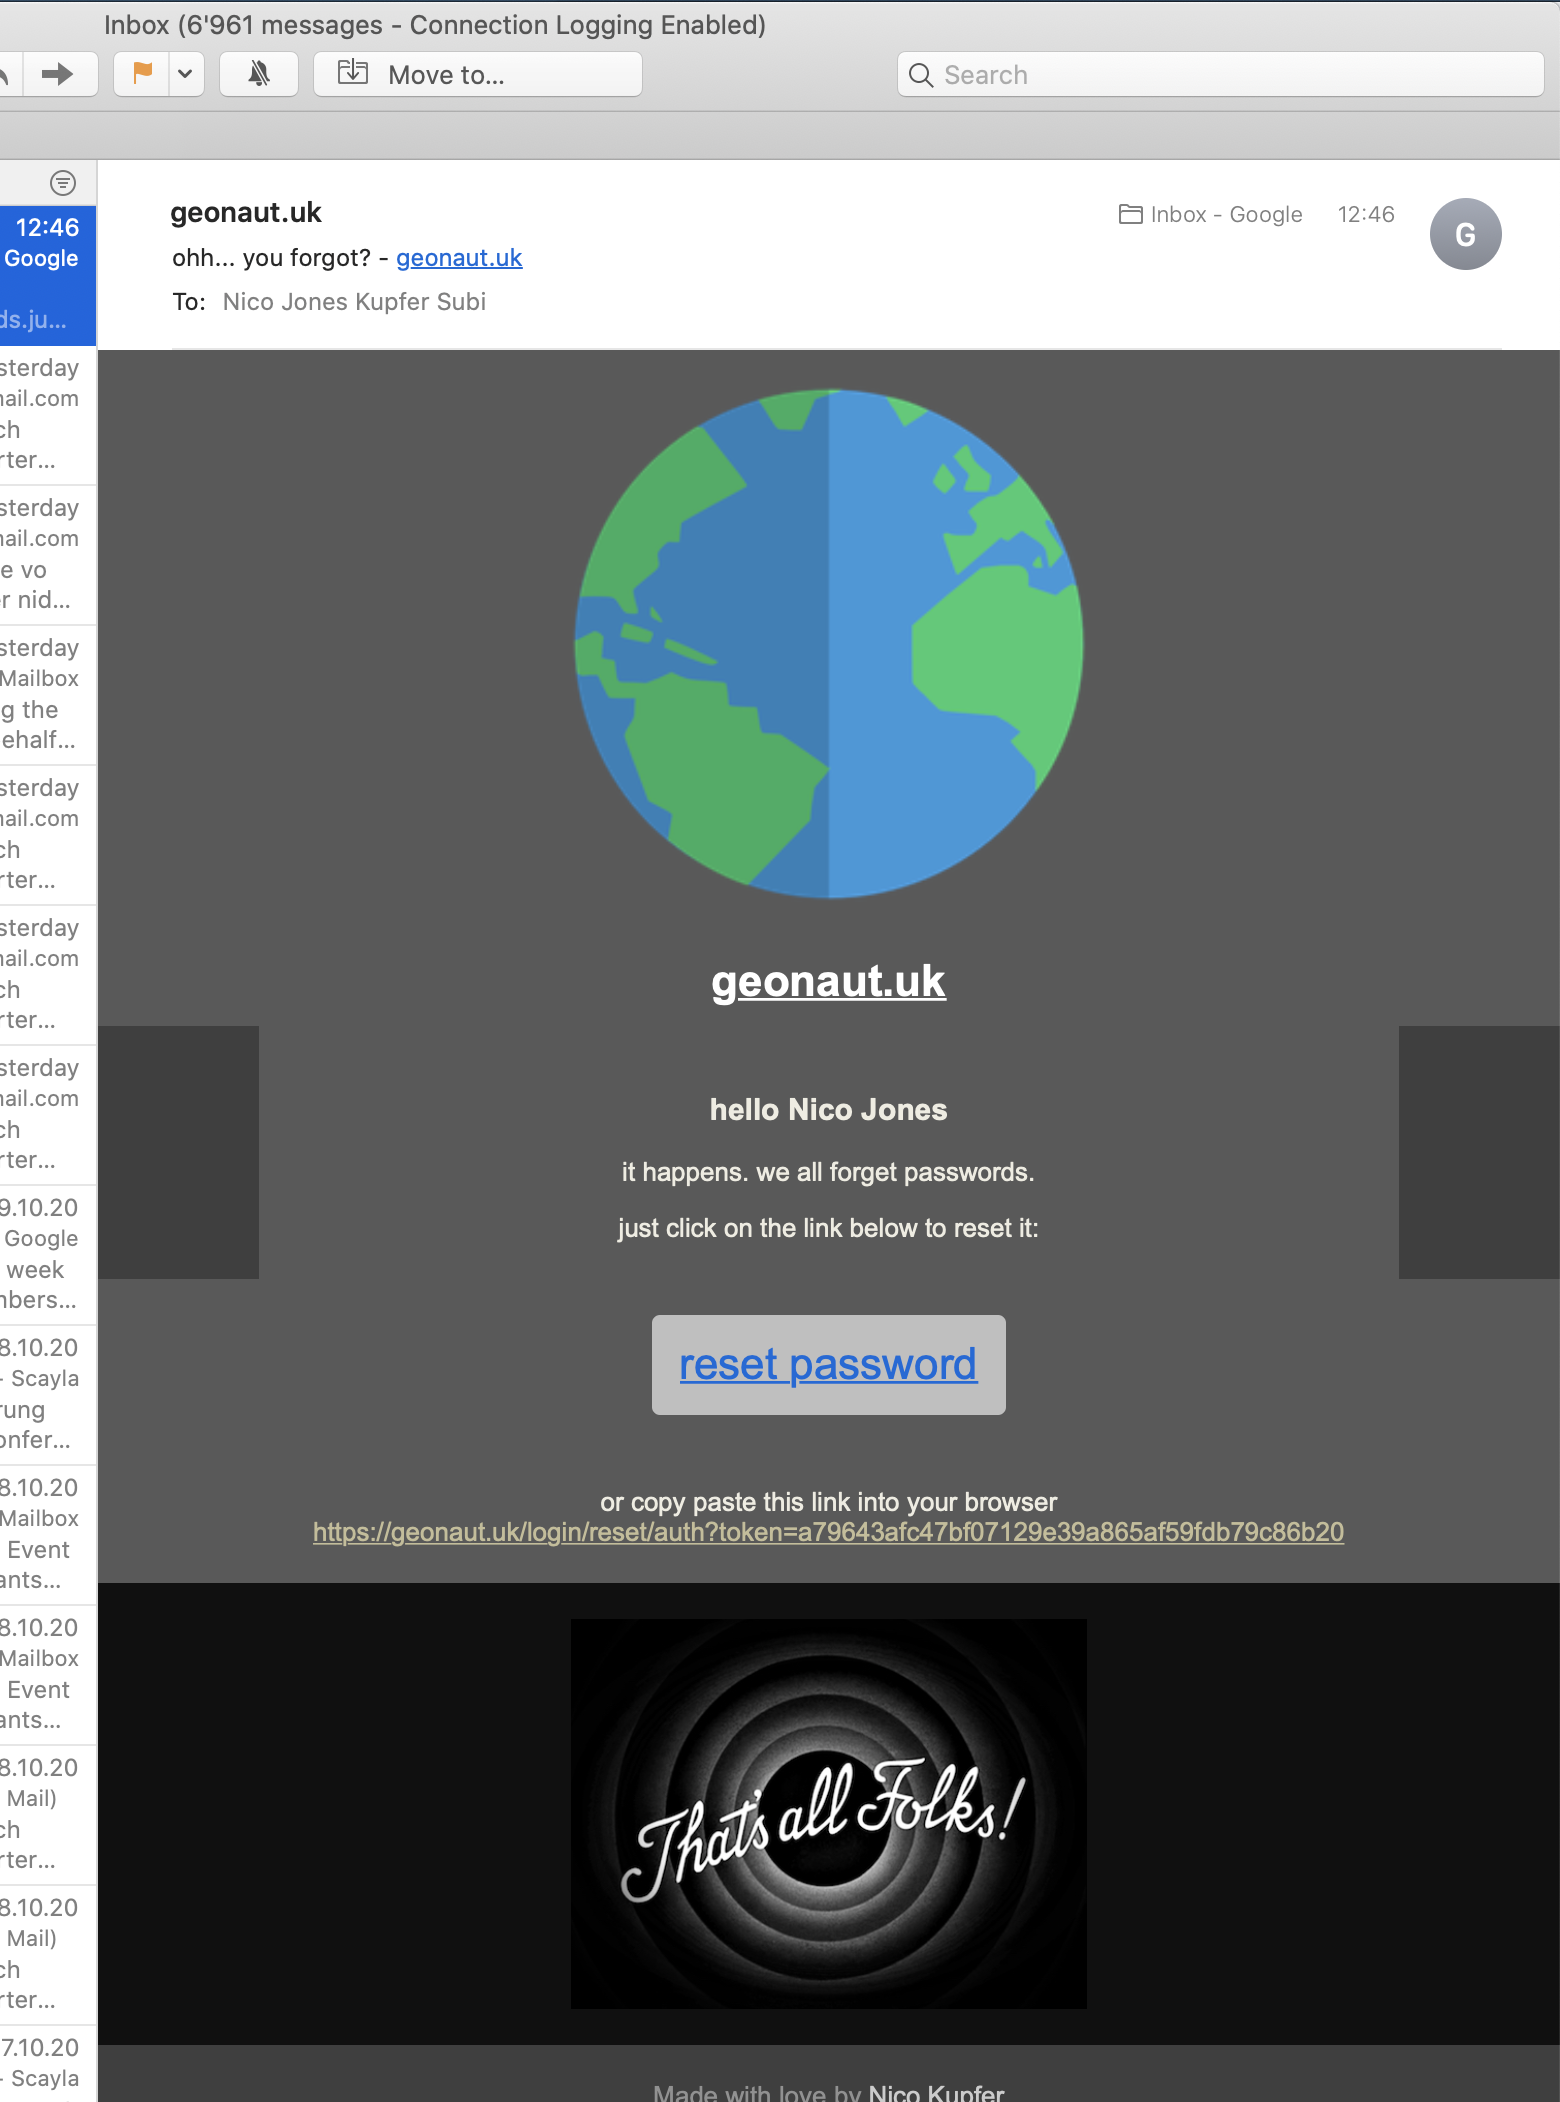 Inbox (6'961 messages - Connection Logging Enabled)
Move to...
Search
12:46
Google
ds.ju...
sterday
ail.com
ch
rter...
sterday
ail.com
e vo
r nid...
sterday
Mailbox
g the
ehalf...
sterday
ail.com
ch
rter...
sterday
ail.com
ch
rter...
sterday
ail.com
ch
rter...
9.10.20
Google
week
nbers...
8.10.20
- Scayla
rung
onfer...
8.10.20
Mailbox
Event
ants...
8.10.20
Mailbox
Event
ants...
8.10.20
Mail)
ch
rter...
8.10.20
Mail)
ch
rter...
7.10.20
- Scayla
geonaut.uk
Inbox - Google 12:46
G
ohh... you forgot? - geonaut.uk
To: Nico Jones Kupfer Subi
geonaut.uk
hello Nico Jones
it happens. we all forget passwords.
just click on the link below to reset it:
reset password
or copy paste this link into your browser
https://geonaut.uk/login/reset/auth?token=a79643afc47bf07129e39a865af59fdb79c86b20
That's all Folks!
Made with love by Nico Kupfer